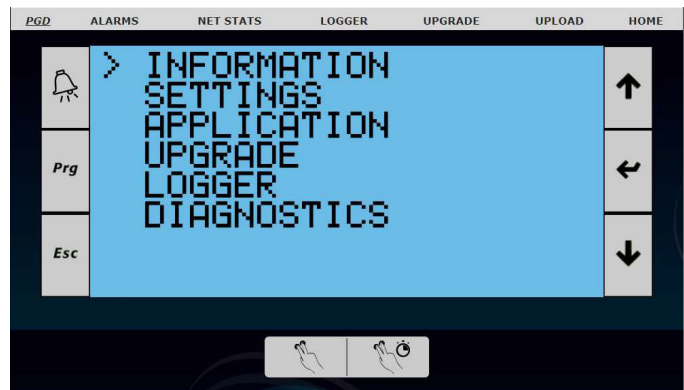 PGD ALARMS NET STATS LOGGER UPGRADE UPLOAD HOME
> INFORMATION
SETTINGS
APPLICATION
UPGRADE
LOGGER
DIAGNOSTICS
Prg
Esc